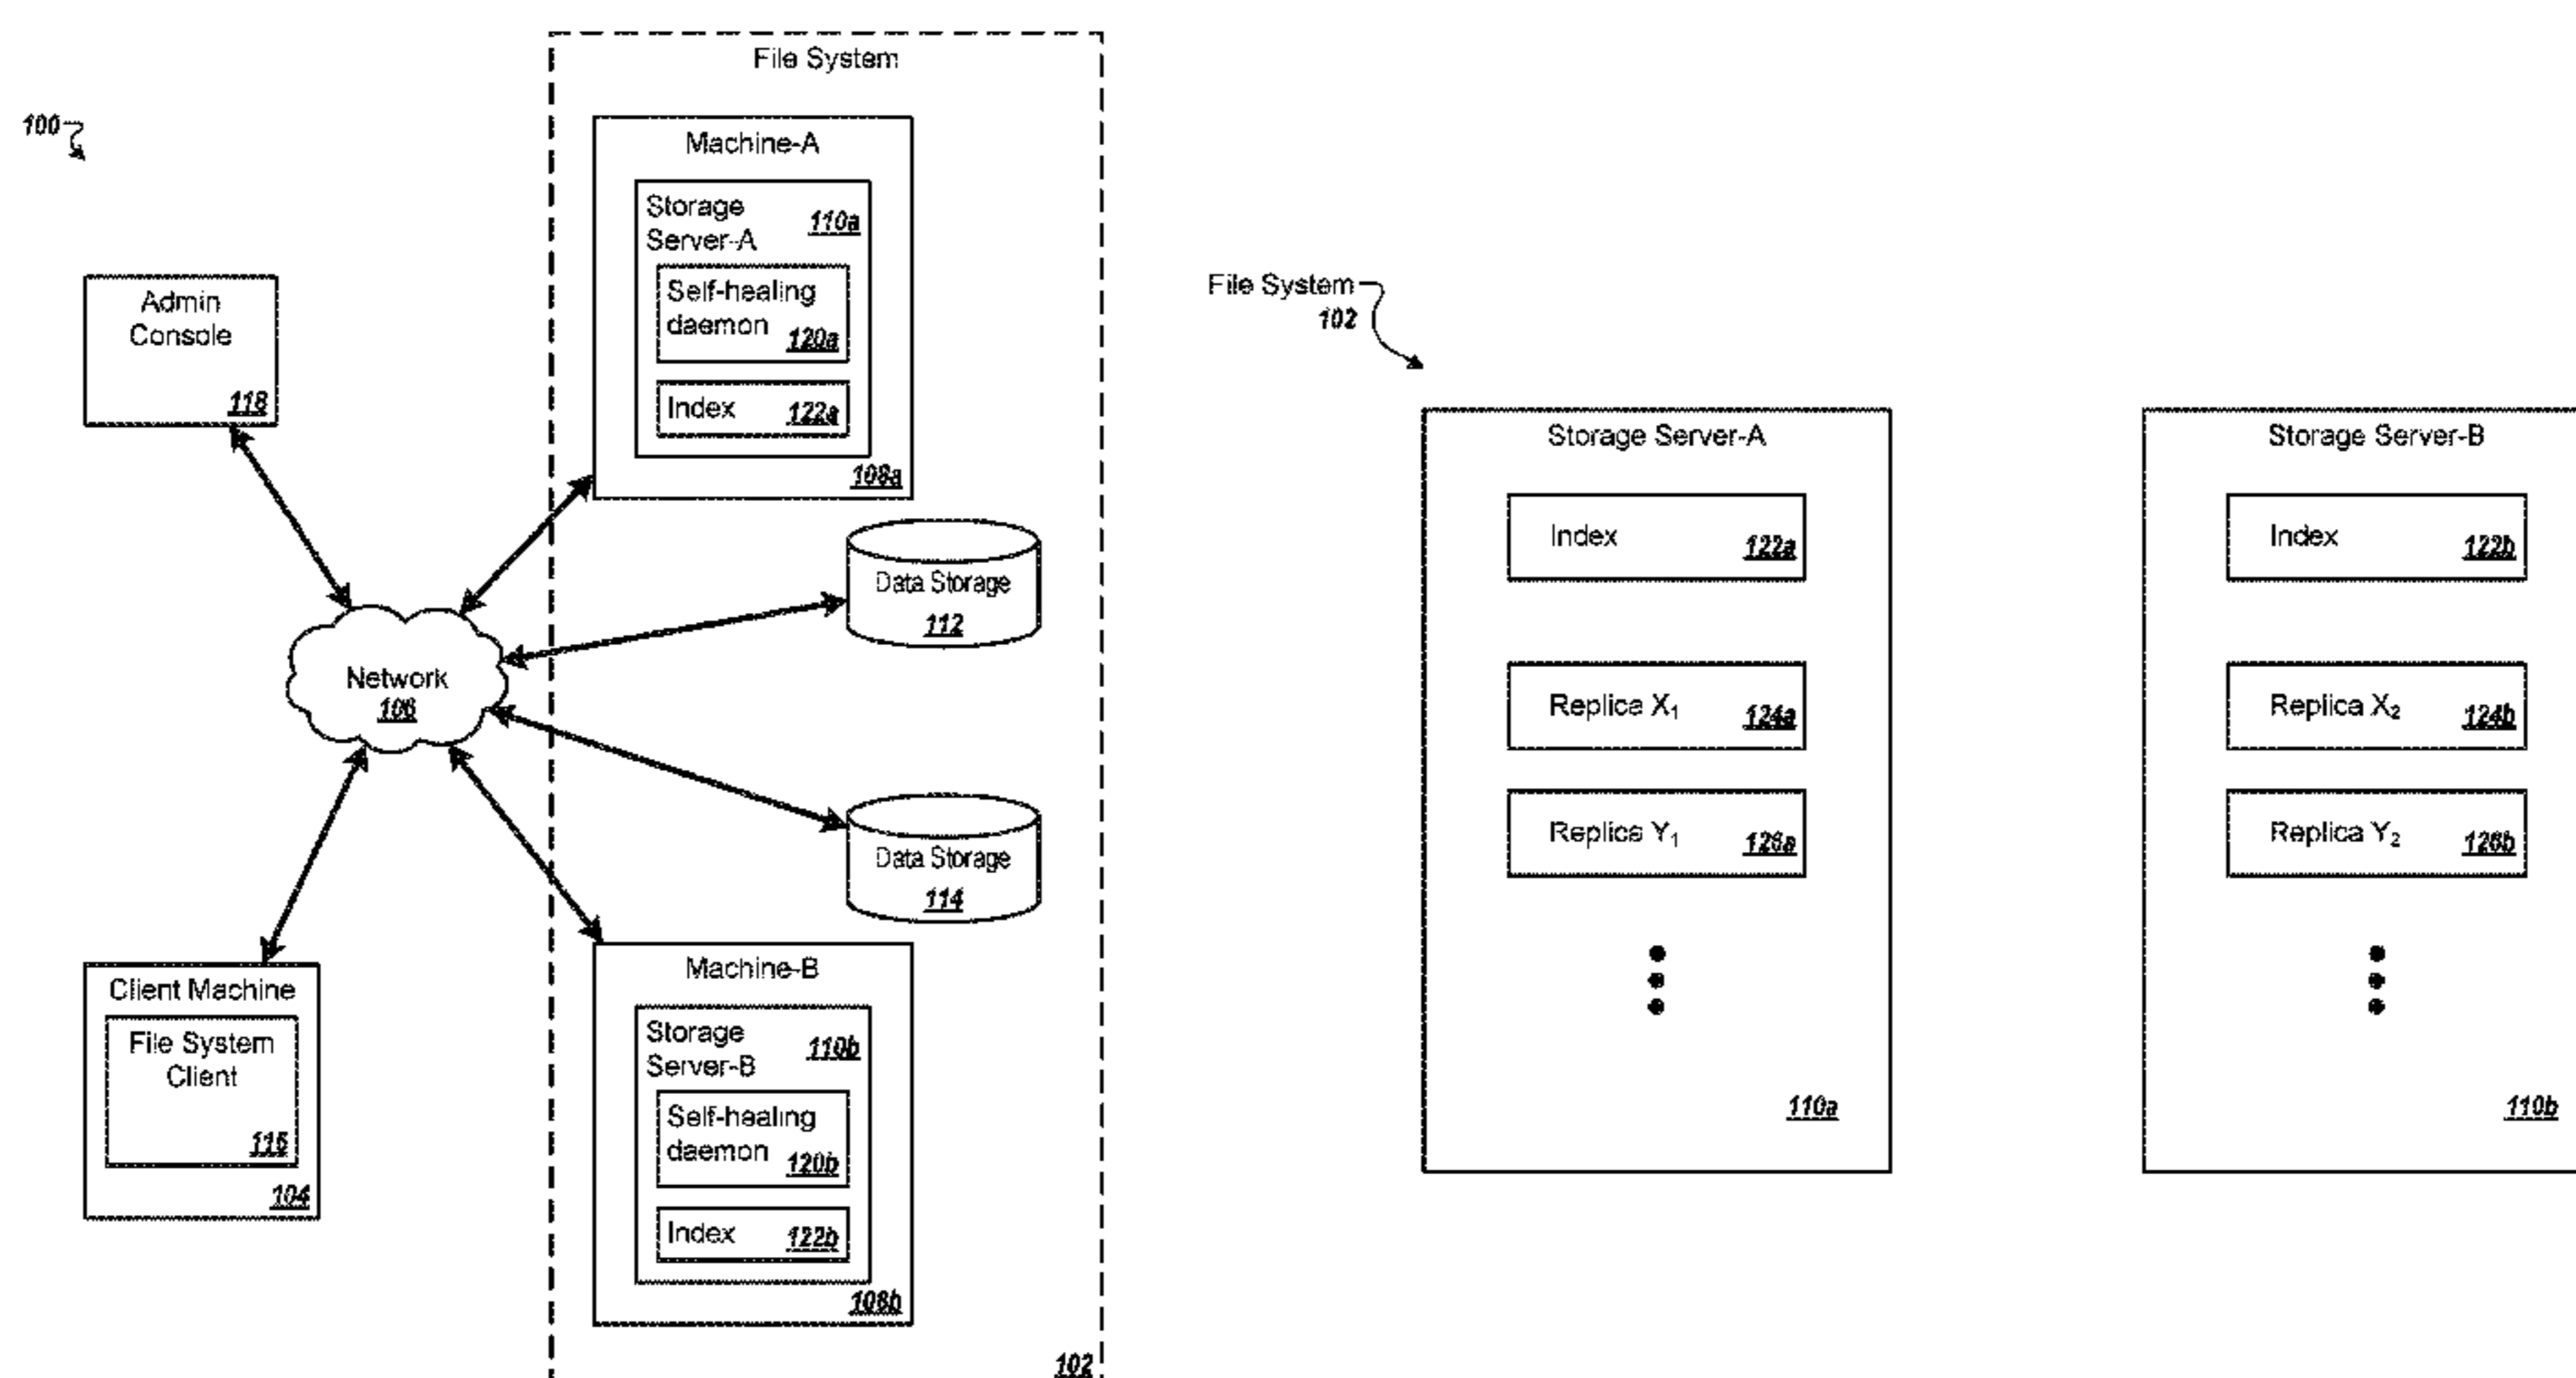 100
File System
Machine-A
Storage
Server-A
110a
Self-healing
daemon
120a
Index
122a
108a
Admin
Console
118
Data Storage
112
Network
106
Data Storage
114
Client Machine
File System
Client
116
104
Machine-B
Storage
Server-B
110b
Self-healing
daemon
120b
Index
122b
108b
102
File System
102
Storage Server-A
Index
122a
Replica X₁
124a
Replica Y₁
126a
110a
Storage Server-B
Index
122b
Replica X₂
124b
Replica Y₂
126b
110b